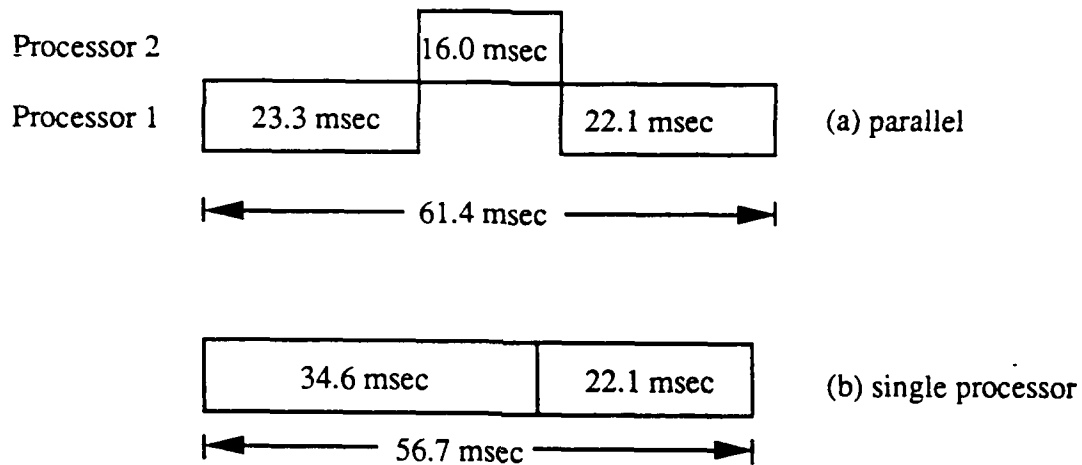 Processor 2
16.0 msec
Processor 1
23.3 msec
22.1 msec
(a) parallel
61.4 msec
34.6 msec
22.1 msec
(b) single processor
56.7 msec